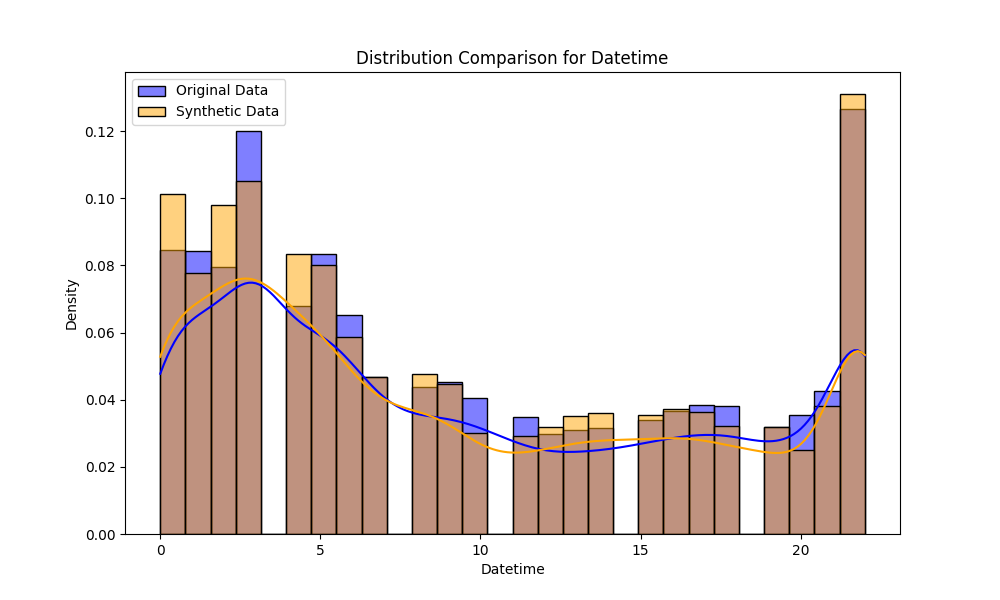 Distribution Comparison for Datetime
Original Data
Synthetic Data
Density
0.12
0.10
0.08
0.06
0.04
0.02
0.00
0 5 10 15 20
Datetime